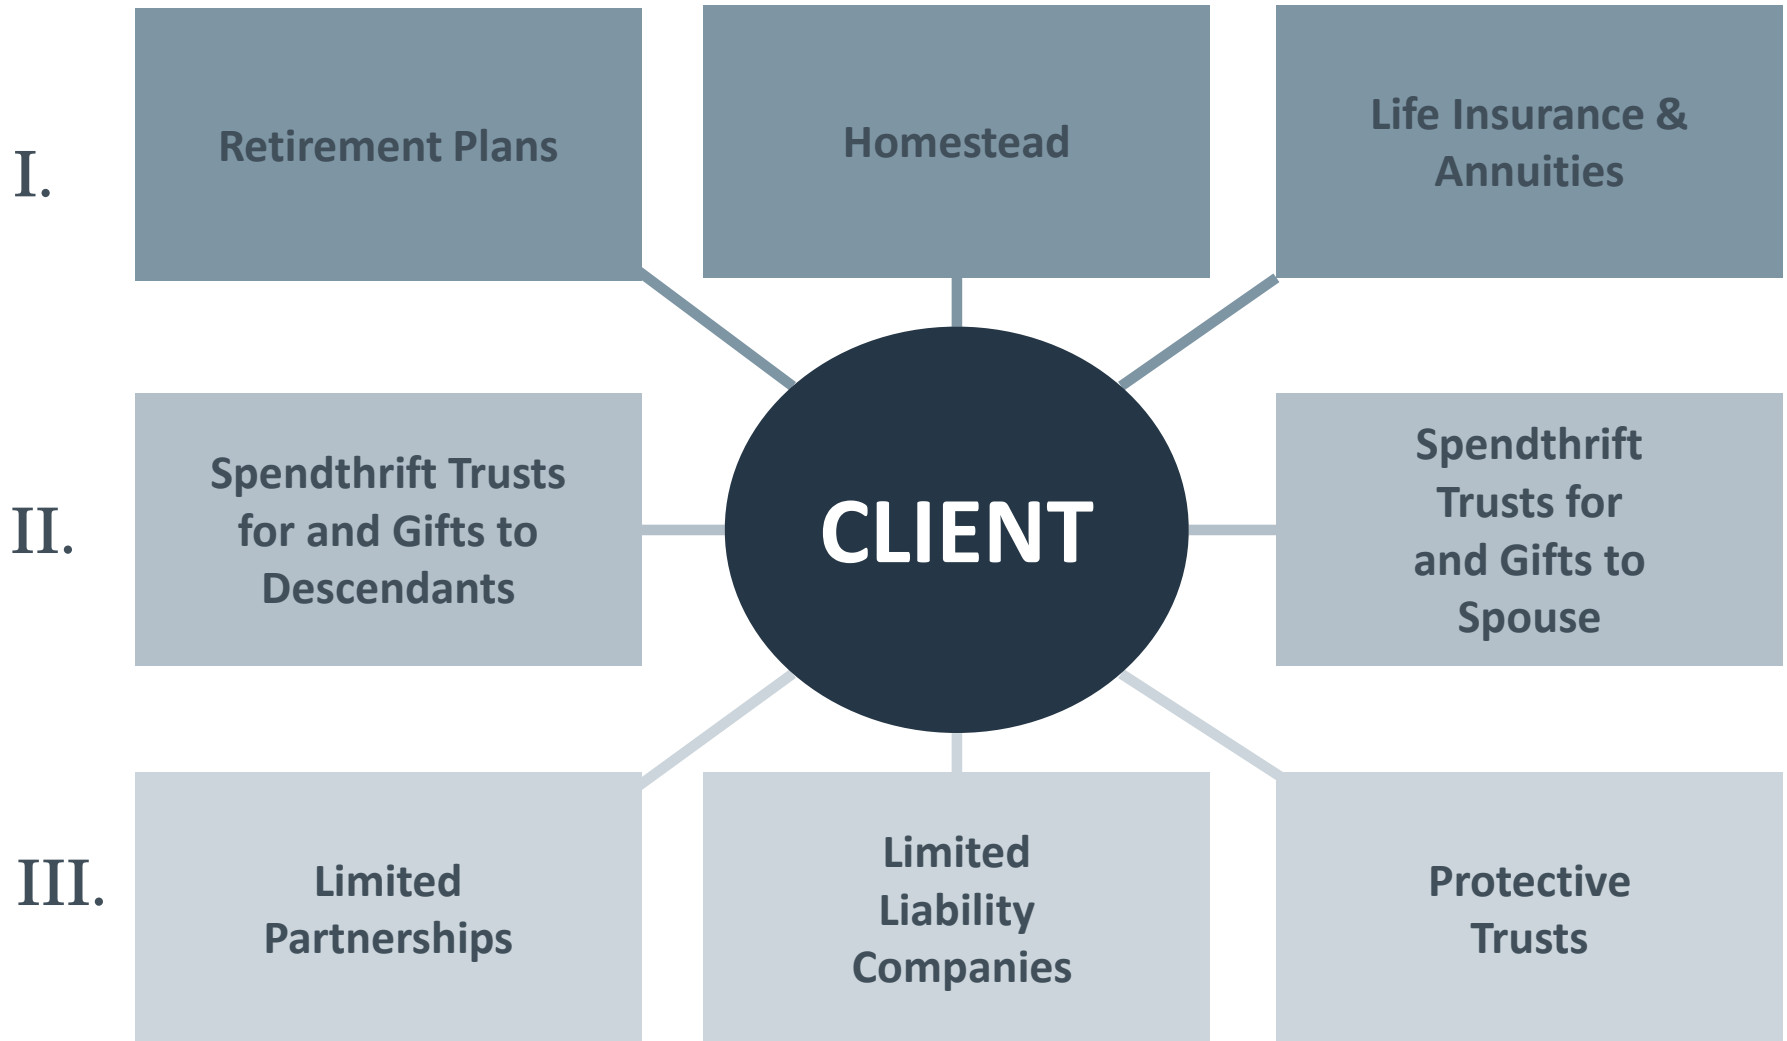 I.
Retirement Plans
Homestead
Life Insurance &
Annuities
II.
Spendthrift Trusts
for and Gifts to
Descendants
CLIENT
Spendthrift
Trusts for
and Gifts to
Spouse
III.
Limited
Partnerships
Limited
Liability
Companies
Protective
Trusts